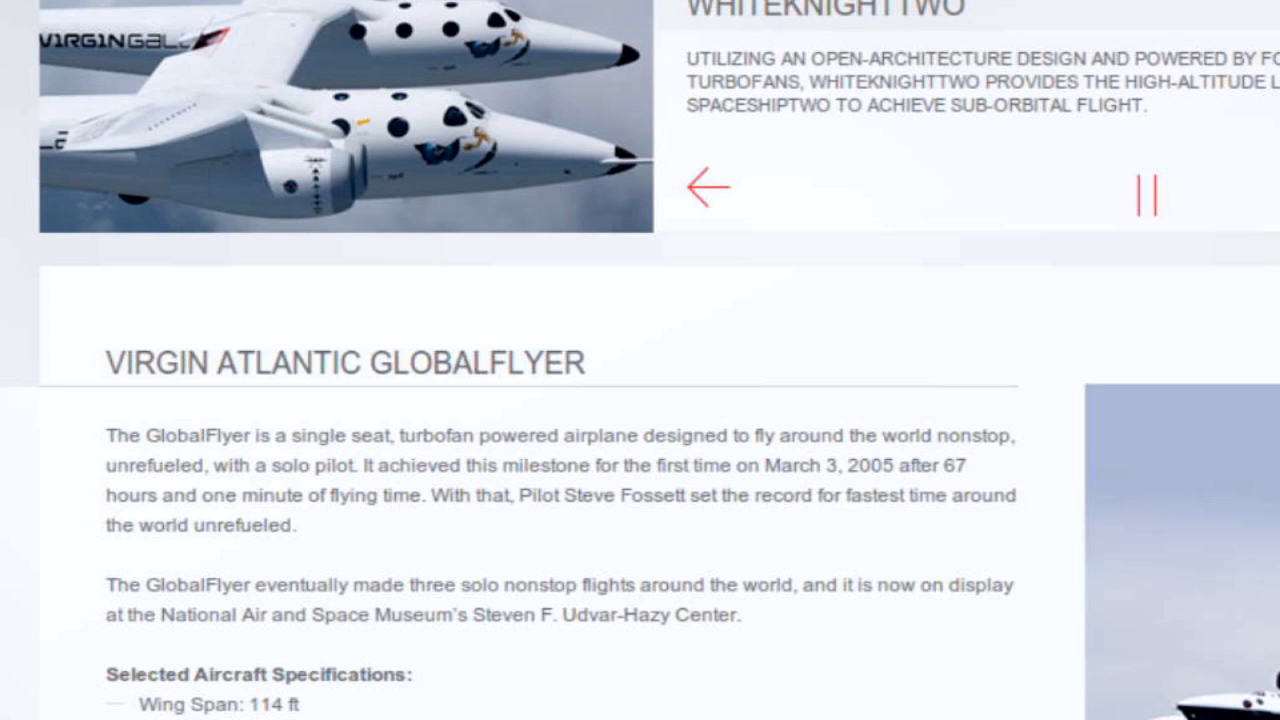 V1RG1NGALA
WHITEKNIGHTTWO
UTILIZING AN OPEN-ARCHITECTURE DESIGN AND POWERED BY
TURBOFANS, WHITEKNIGHTTWO PROVIDES THE HIGH-ALTITUDE
SPACESHIPTWO TO ACHIEVE SUB-ORBITAL FLIGHT.
VIRGIN ATLANTIC GLOBALFLYER
The GlobalFlyer is a single seat, turbofan powered airplane designed to fly around the world nonstop,
unrefueled, with a solo pilot. It achieved this milestone for the first time on March 3, 2005 after 67
hours and one minute of flying time. With that, Pilot Steve Fossett set the record for fastest time around
the world unrefueled.
The GlobalFlyer eventually made three solo nonstop flights around the world, and it is now on display
at the National Air and Space Museum's Steven F. Udvar-Hazy Center.
Selected Aircraft Specifications:
— Wing Span: 114 ft